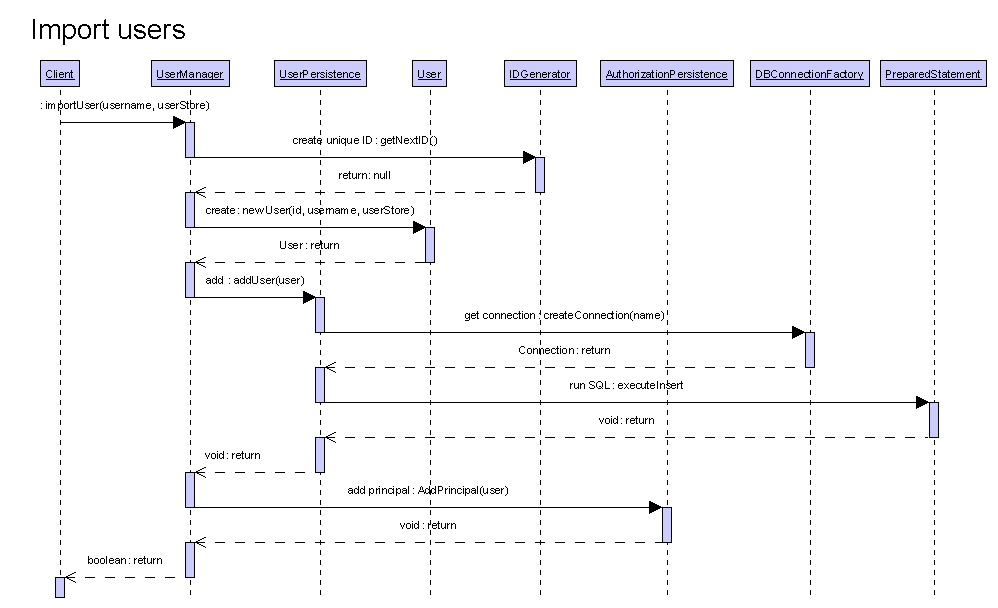 Import users
Client UserManager UserPersistence User IDGenerator AuthorizationPersistence DBConnectionFactory PreparedStatement
: importUser(username, userStore)
create unique ID : getNextID()
return: null
create : newUser(id, username, userStore)
User : return
add : addUser(user)
get connection : createConnection(name)
Connection : return
run SQL : executeInsert
void : return
void : return
add principal : AddPrincipal(user)
void : return
boolean : return